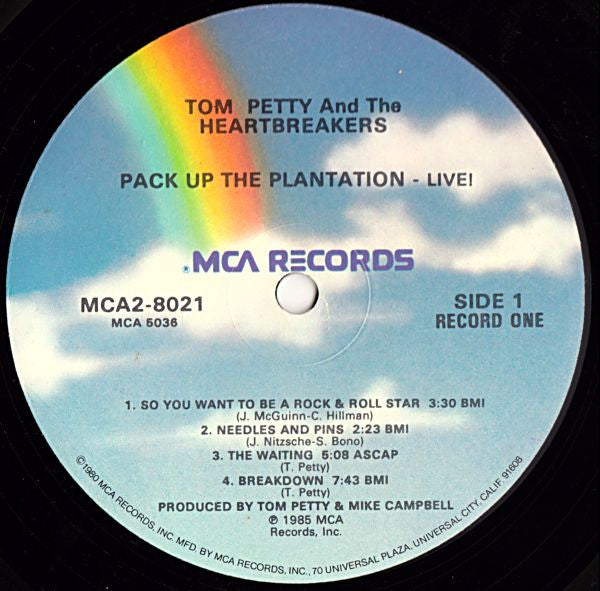 TOM PETTY And The
HEARTBREAKERS
PACK UP THE PLANTATION - LIVE!
MCA RECORDS
MCA2-8021
MCA 5036
SIDE 1
RECORD ONE
1. SO YOU WANT TO BE A ROCK & ROLL STAR 3:30 BMI
(J. McGuinn-C. Hillman)
2. NEEDLES AND PINS 2:23 BMI
(J. Nitzsche-S. Bono)
3. THE WAITING 5:08 ASCAP
(T. Petty)
4. BREAKDOWN 7:43 BMI
(T. Petty)
PRODUCED BY TOM PETTY & MIKE CAMPBELL
℗ 1985 MCA
Records, Inc.
©1980 MCA RECORDS, INC. MFD. BY MCA RECORDS, INC., 70 UNIVERSAL PLAZA, UNIVERSAL CITY, CALIF. 91608